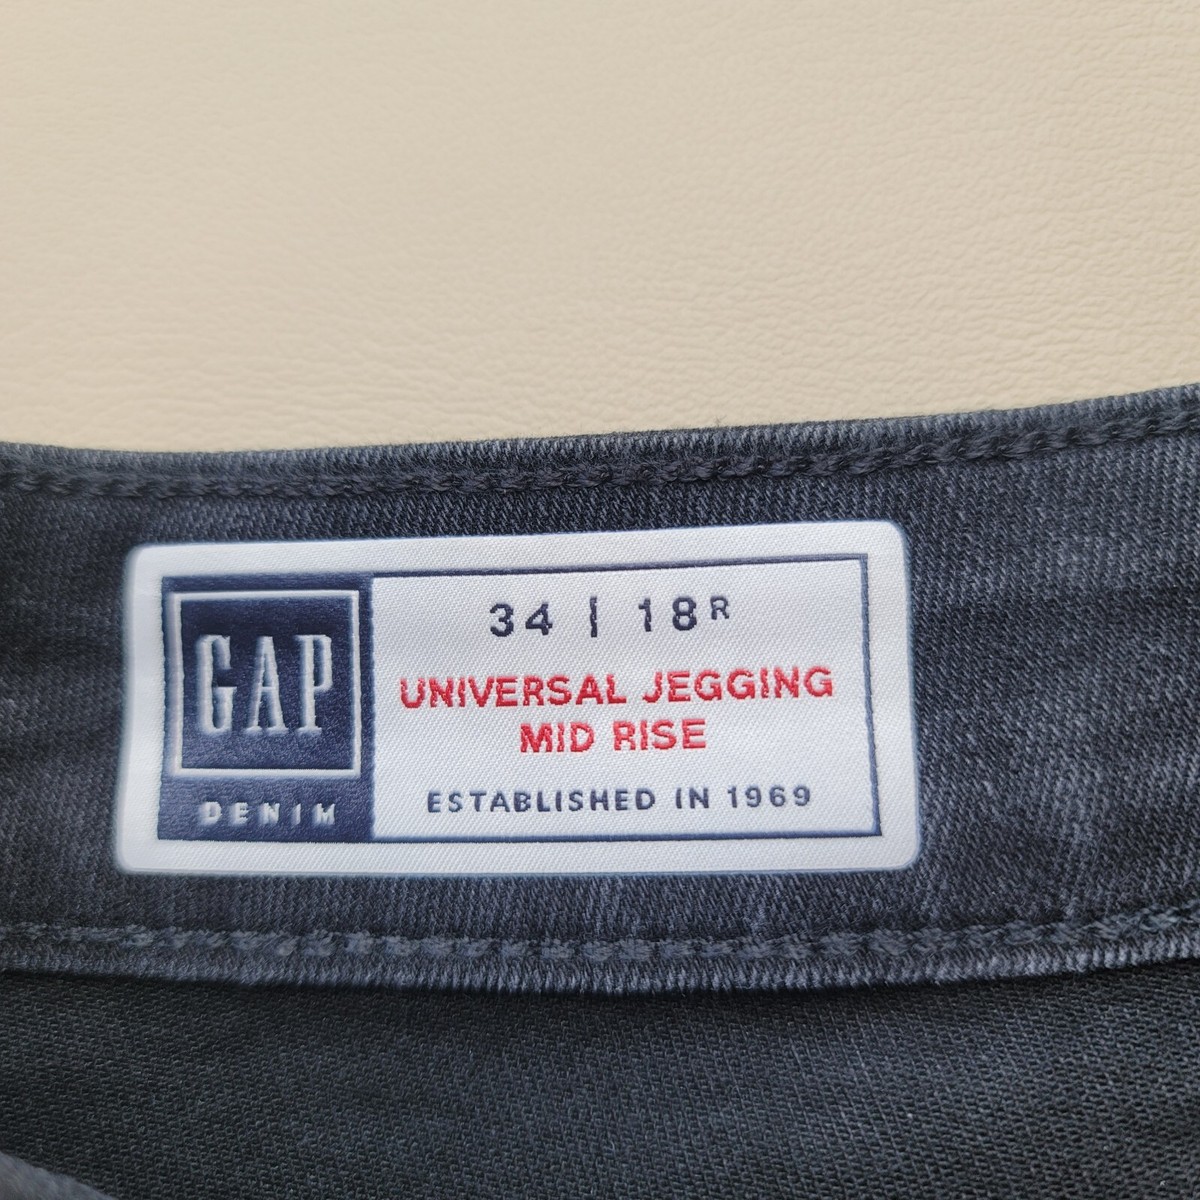 GAP
DENIM
34 | 18R
UNIVERSAL JEGGING
MID RISE
ESTABLISHED IN 1969